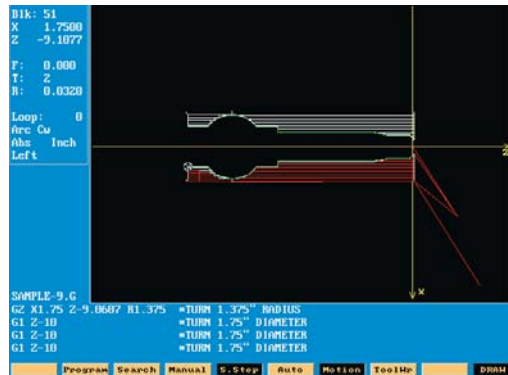 Blk: 51
X 1.7500
Z -9.1077
F: 0.000
T: 2
R: 0.0320
Loop: 0
Arc Cw
Abs Inch
Left
Z
X
SAMPLE-9.G
G2 X1.75 Z-9.0607 R1.375 *TURN 1.375" RADIUS
G1 Z-10 *TURN 1.75" DIAMETER
G1 Z-10 *TURN 1.75" DIAMETER
G1 Z-10 *TURN 1.75" DIAMETER
Program Search Manual S.Step Auto Motion ToolWr DRAW